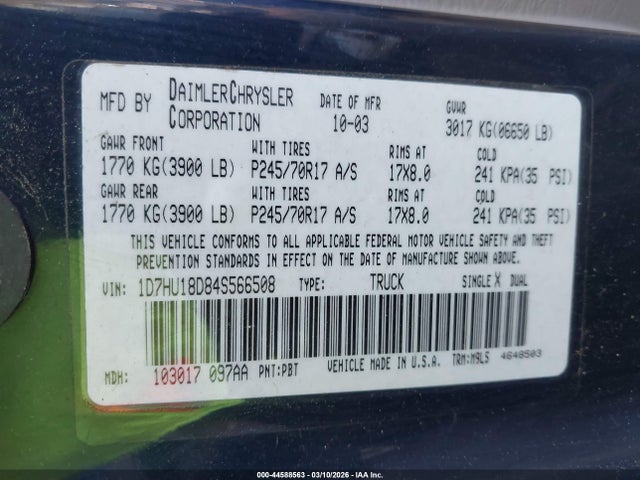 MFD BY DAIMLERCHRYSLER CORPORATION DATE OF MFR 10-03 GVWR 3017 KG(06650 LB)
GAWR FRONT WITH TIRES RIMS AT COLD
1770 KG(3900 LB) P245/70R17 A/S 17X8.0 241 KPA(35 PSI)
GAWR REAR WITH TIRES RIMS AT COLD
1770 KG(3900 LB) P245/70R17 A/S 17X8.0 241 KPA(35 PSI)
THIS VEHICLE CONFORMS TO ALL APPLICABLE FEDERAL MOTOR VEHICLE SAFETY AND THEFT
PREVENTION STANDARDS IN EFFECT ON THE DATE OF MANUFACTURE SHOWN ABOVE.
VIN: 1D7HU18D84S566508 TYPE: TRUCK SINGLE X DUAL
MDH: 103017 097AA PNT:PBT VEHICLE MADE IN U.S.A. TRM:M9L5 4648503
000-44588563 - 03/10/2026 - IAA Inc.